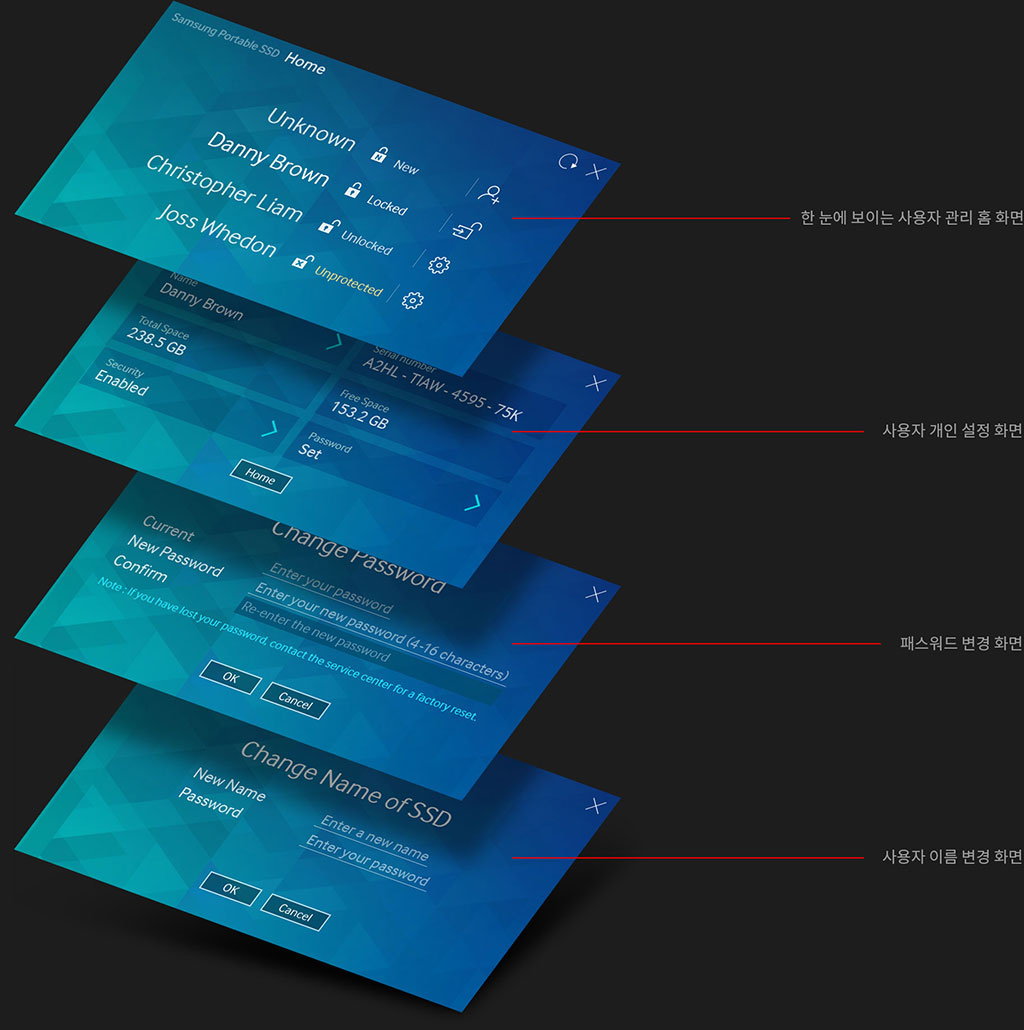 Samsung Portable SSD Home
Unknown New
Danny Brown Locked
Christopher Liam Unlocked
Joss Whedon Unprotected
한 눈에 보이는 사용자 관리 홈 화면
Name
Danny Brown
Serial number
A2HL - TIAW - 4595 - 75K
Total Space
238.5 GB
Free Space
153.2 GB
Security
Enabled
Password
Set
Home
사용자 개인 설정 화면
Change Password
Current Enter your password
New Password Enter your new password (4-16 characters)
Confirm Re-enter the new password
Note : If you have lost your password, contact the service center for a factory reset.
OK Cancel
패스워드 변경 화면
Change Name of SSD
New Name Enter a new name
Password Enter your password
OK Cancel
사용자 이름 변경 화면